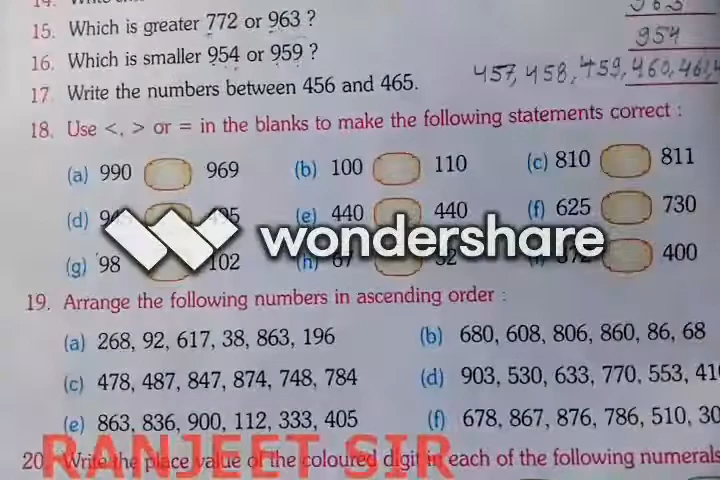 963
15. Which is greater 772 or 963 ?
954
16. Which is smaller 954 or 959 ?
17. Write the numbers between 456 and 465.
457, 458, 459, 460, 461,
18. Use <, > or = in the blanks to make the following statements correct :
(a) 990 969 (b) 100 110 (c) 810 811
(d) (e) 440 440 (f) 625 730
wondershare
(g) 98 102 (h) 400
19. Arrange the following numbers in ascending order :
(a) 268, 92, 617, 38, 863, 196 (b) 680, 608, 806, 860, 86, 68
(c) 478, 487, 847, 874, 748, 784 (d) 903, 530, 633, 770, 553, 41
(e) 863, 836, 900, 112, 333, 405 (f) 678, 867, 876, 786, 510, 30
RANJEET SIR
20. Write the place value of the coloured digit in each of the following numerals